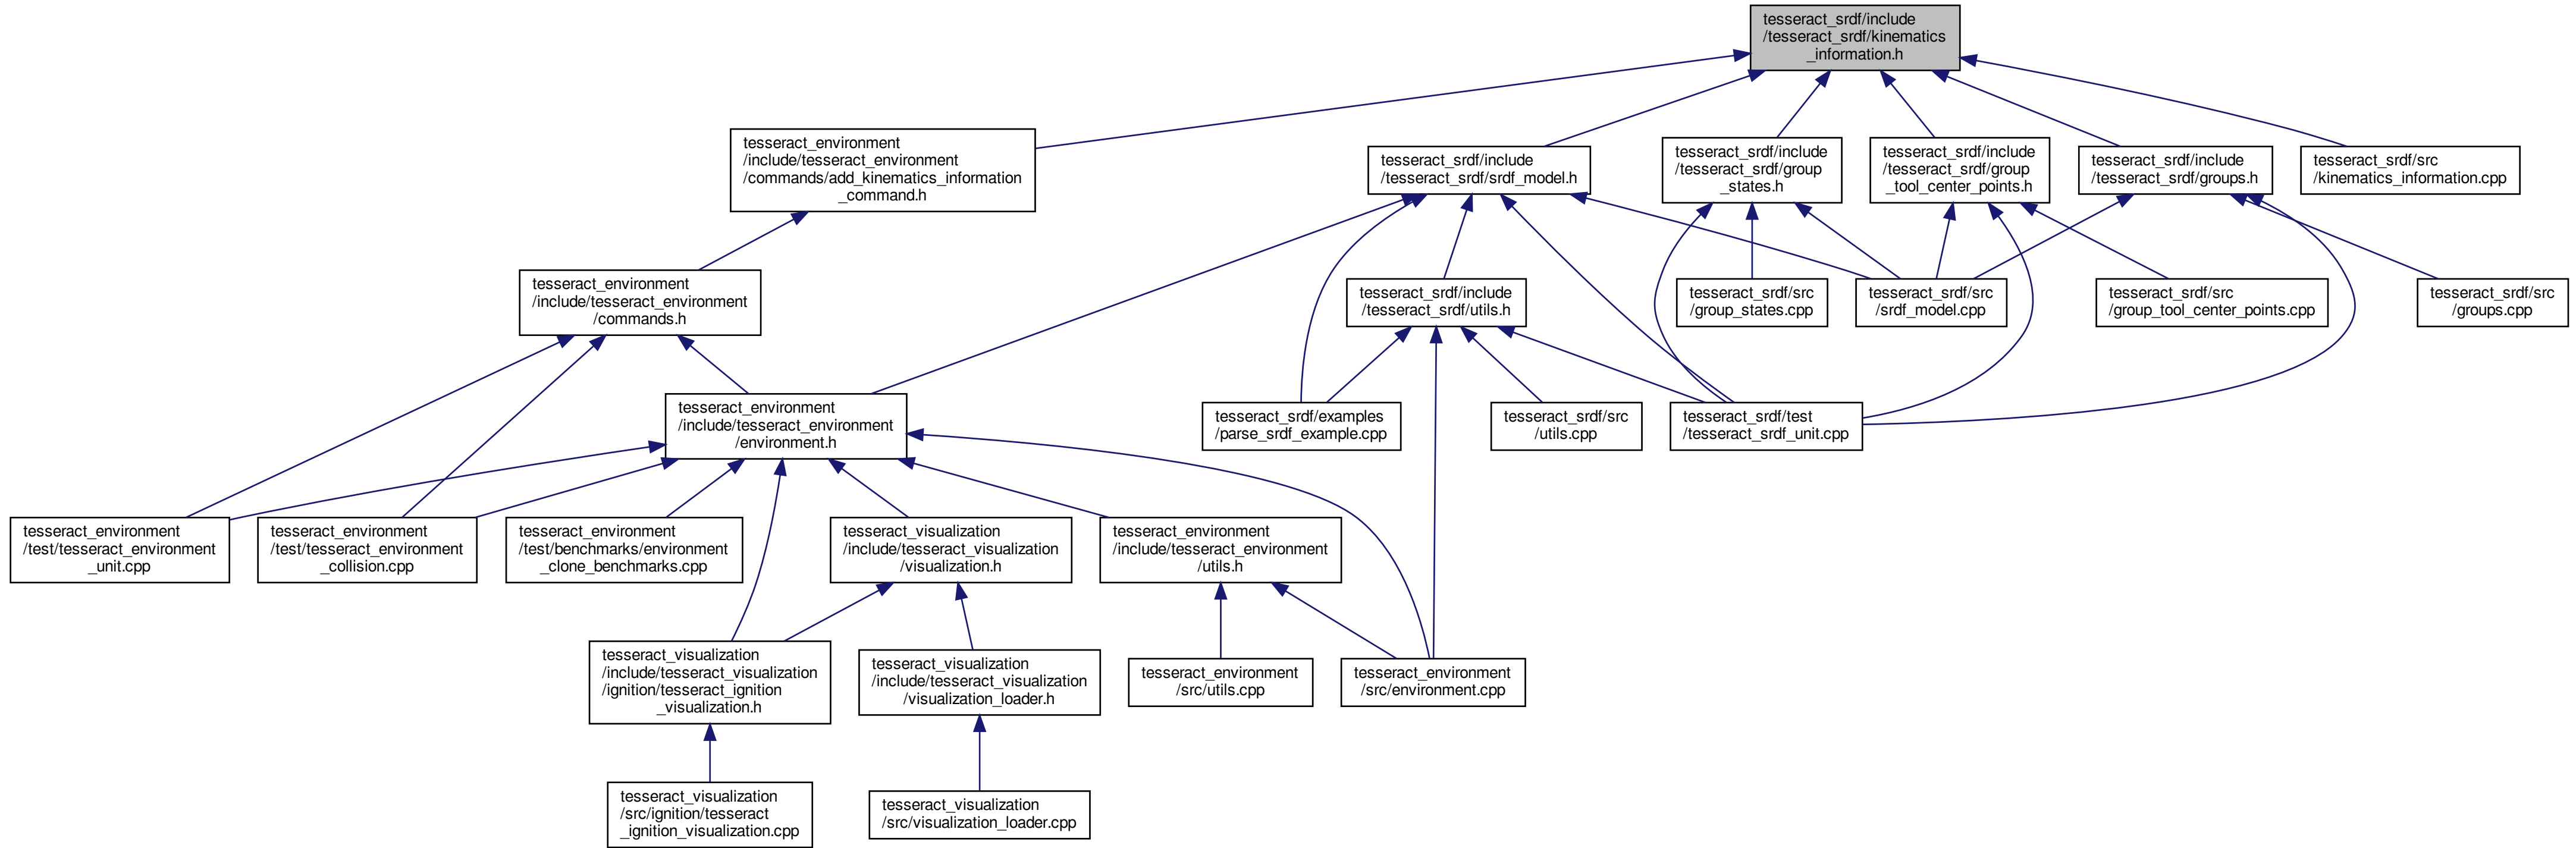 tesseract_srdf/include
/tesseract_srdf/kinematics
_information.h
tesseract_environment
/include/tesseract_environment
/commands/add_kinematics_information
_command.h
tesseract_srdf/include
/tesseract_srdf/srdf_model.h
tesseract_srdf/include
/tesseract_srdf/group
_states.h
tesseract_srdf/include
/tesseract_srdf/group
_tool_center_points.h
tesseract_srdf/include
/tesseract_srdf/groups.h
tesseract_srdf/src
/kinematics_information.cpp
tesseract_environment
/include/tesseract_environment
/commands.h
tesseract_srdf/include
/tesseract_srdf/utils.h
tesseract_srdf/src
/group_states.cpp
tesseract_srdf/src
/srdf_model.cpp
tesseract_srdf/src
/group_tool_center_points.cpp
tesseract_srdf/src
/groups.cpp
tesseract_environment
/include/tesseract_environment
/environment.h
tesseract_srdf/examples
/parse_srdf_example.cpp
tesseract_srdf/src
/utils.cpp
tesseract_srdf/test
/tesseract_srdf_unit.cpp
tesseract_environment
/test/tesseract_environment
_unit.cpp
tesseract_environment
/test/tesseract_environment
_collision.cpp
tesseract_environment
/test/benchmarks/environment
_clone_benchmarks.cpp
tesseract_visualization
/include/tesseract_visualization
/visualization.h
tesseract_environment
/include/tesseract_environment
/utils.h
tesseract_visualization
/include/tesseract_visualization
/ignition/tesseract_ignition
_visualization.h
tesseract_visualization
/include/tesseract_visualization
/visualization_loader.h
tesseract_environment
/src/utils.cpp
tesseract_environment
/src/environment.cpp
tesseract_visualization
/src/ignition/tesseract
_ignition_visualization.cpp
tesseract_visualization
/src/visualization_loader.cpp